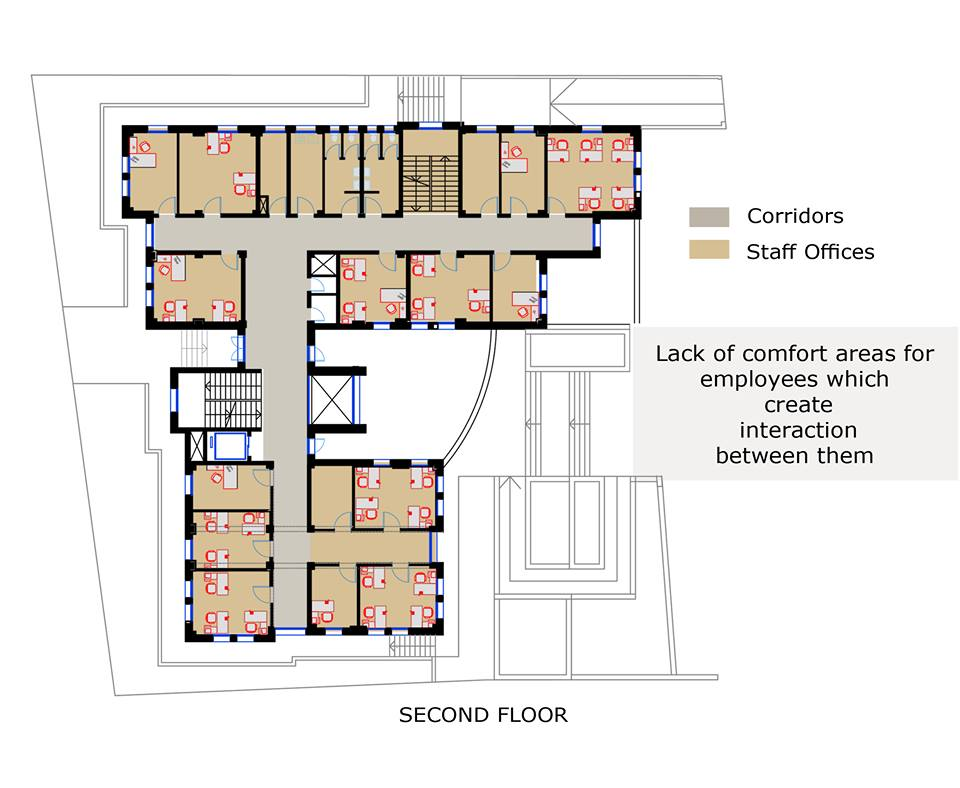 Corridors
Staff Offices
Lack of comfort areas for
employees which
create
interaction
between them
SECOND FLOOR